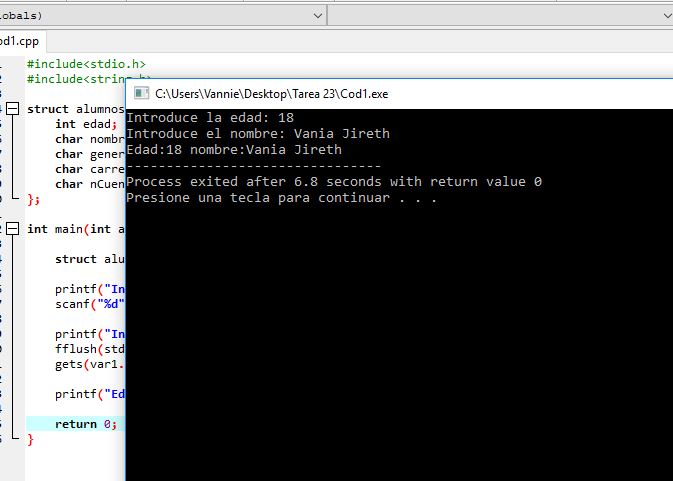 obals)
od1.cpp
#include<stdio.h>
#include<string.h>
C:\Users\Vannie\Desktop\Tarea 23\Cod1.exe
struct alumnos
int edad;
char nombr
char gener
char carre
char nCuen
};
int main(int a
struct alu
printf("In
scanf("%d"
printf("In
fflush(std
gets(var1.
printf("Ed
return 0;
}
Introduce la edad: 18
Introduce el nombre: Vania Jireth
Edad:18 nombre:Vania Jireth
--------------------------------
Process exited after 6.8 seconds with return value 0
Presione una tecla para continuar . . .